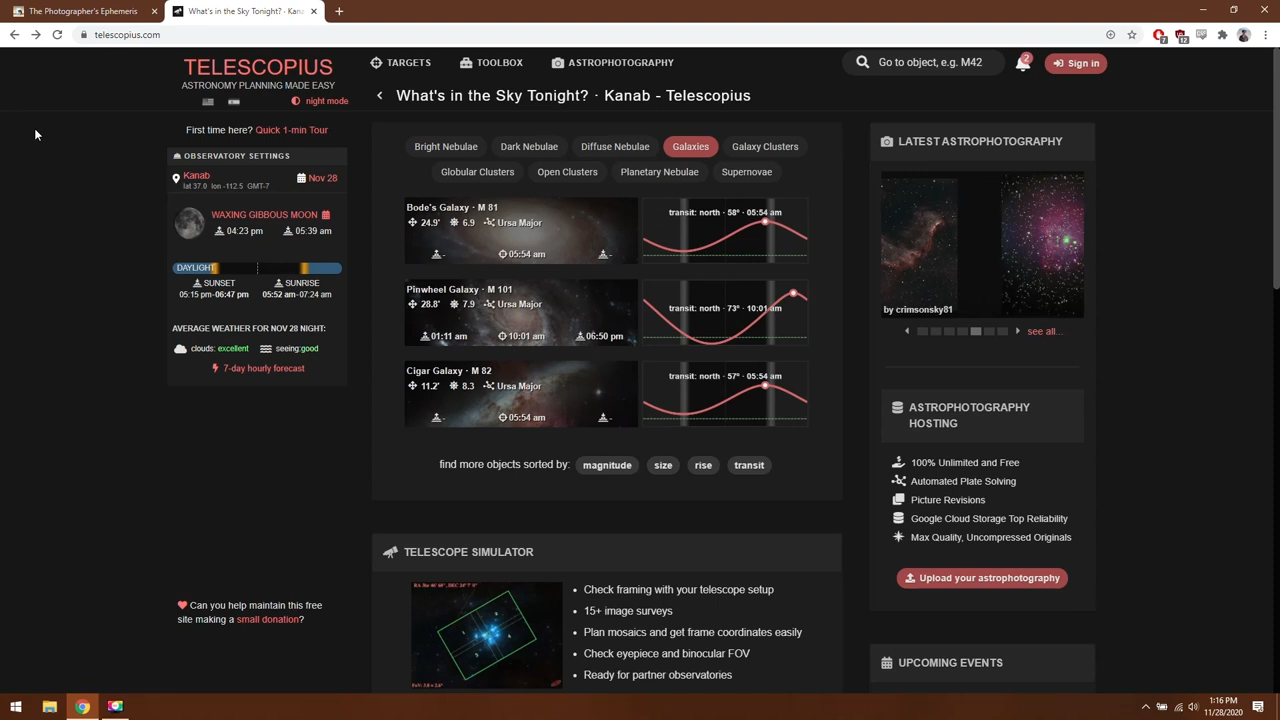 The Photographer's Ephemeris
What's in the Sky Tonight? · Kana
telescopius.com
TELESCOPIUS
ASTRONOMY PLANNING MADE EASY
night mode
TARGETS
TOOLBOX
ASTROPHOTOGRAPHY
Go to object, e.g. M42
2
Sign in
What's in the Sky Tonight? · Kanab - Telescopius
First time here? Quick 1-min Tour
OBSERVATORY SETTINGS
Kanab
Nov 28
lat 37.0 lon -112.5 GMT-7
WAXING GIBBOUS MOON
04:23 pm
05:39 am
DAYLIGHT
SUNSET
SUNRISE
05:15 pm-06:47 pm
05:52 am-07:24 am
AVERAGE WEATHER FOR NOV 28 NIGHT:
clouds: excellent
seeing:good
7-day hourly forecast
Can you help maintain this free
site making a small donation?
Bright Nebulae
Dark Nebulae
Diffuse Nebulae
Galaxies
Galaxy Clusters
Globular Clusters
Open Clusters
Planetary Nebulae
Supernovae
Bode's Galaxy · M 81
24.9' 6.9 Ursa Major
- 05:54 am -
transit: north · 58º · 05:54 am
Pinwheel Galaxy · M 101
28.8' 7.9 Ursa Major
01:11 am 10:01 am 06:50 pm
transit: north · 73º · 10:01 am
Cigar Galaxy · M 82
11.2' 8.3 Ursa Major
- 05:54 am -
transit: north · 57º · 05:54 am
find more objects sorted by: magnitude size rise transit
TELESCOPE SIMULATOR
Check framing with your telescope setup
15+ image surveys
Plan mosaics and get frame coordinates easily
Check eyepiece and binocular FOV
Ready for partner observatories
LATEST ASTROPHOTOGRAPHY
by crimsonsky81
see all...
ASTROPHOTOGRAPHY
HOSTING
100% Unlimited and Free
Automated Plate Solving
Picture Revisions
Google Cloud Storage Top Reliability
Max Quality, Uncompressed Originals
Upload your astrophotography
UPCOMING EVENTS
1:16 PM
11/28/2020